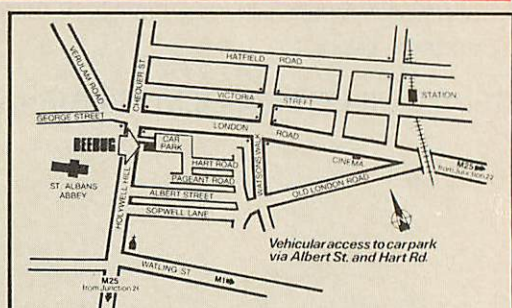 HATFIELD ROAD
VERULAM ROAD
CHEQUER ST
VICTORIA STREET
STATION
GEORGE STREET
LONDON ROAD
BEEBUG
CAR PARK
HART ROAD
WATSONS WALK
CINEMA
M25
from Junction 22
PAGEANT ROAD
ST. ALBANS ABBEY
HOLYWELL HILL
ALBERT STREET
OLD LONDON ROAD
SOPWELL LANE
Vehicular access to car park
via Albert St. and Hart Rd.
WATLING ST
M1
M25
from Junction 21